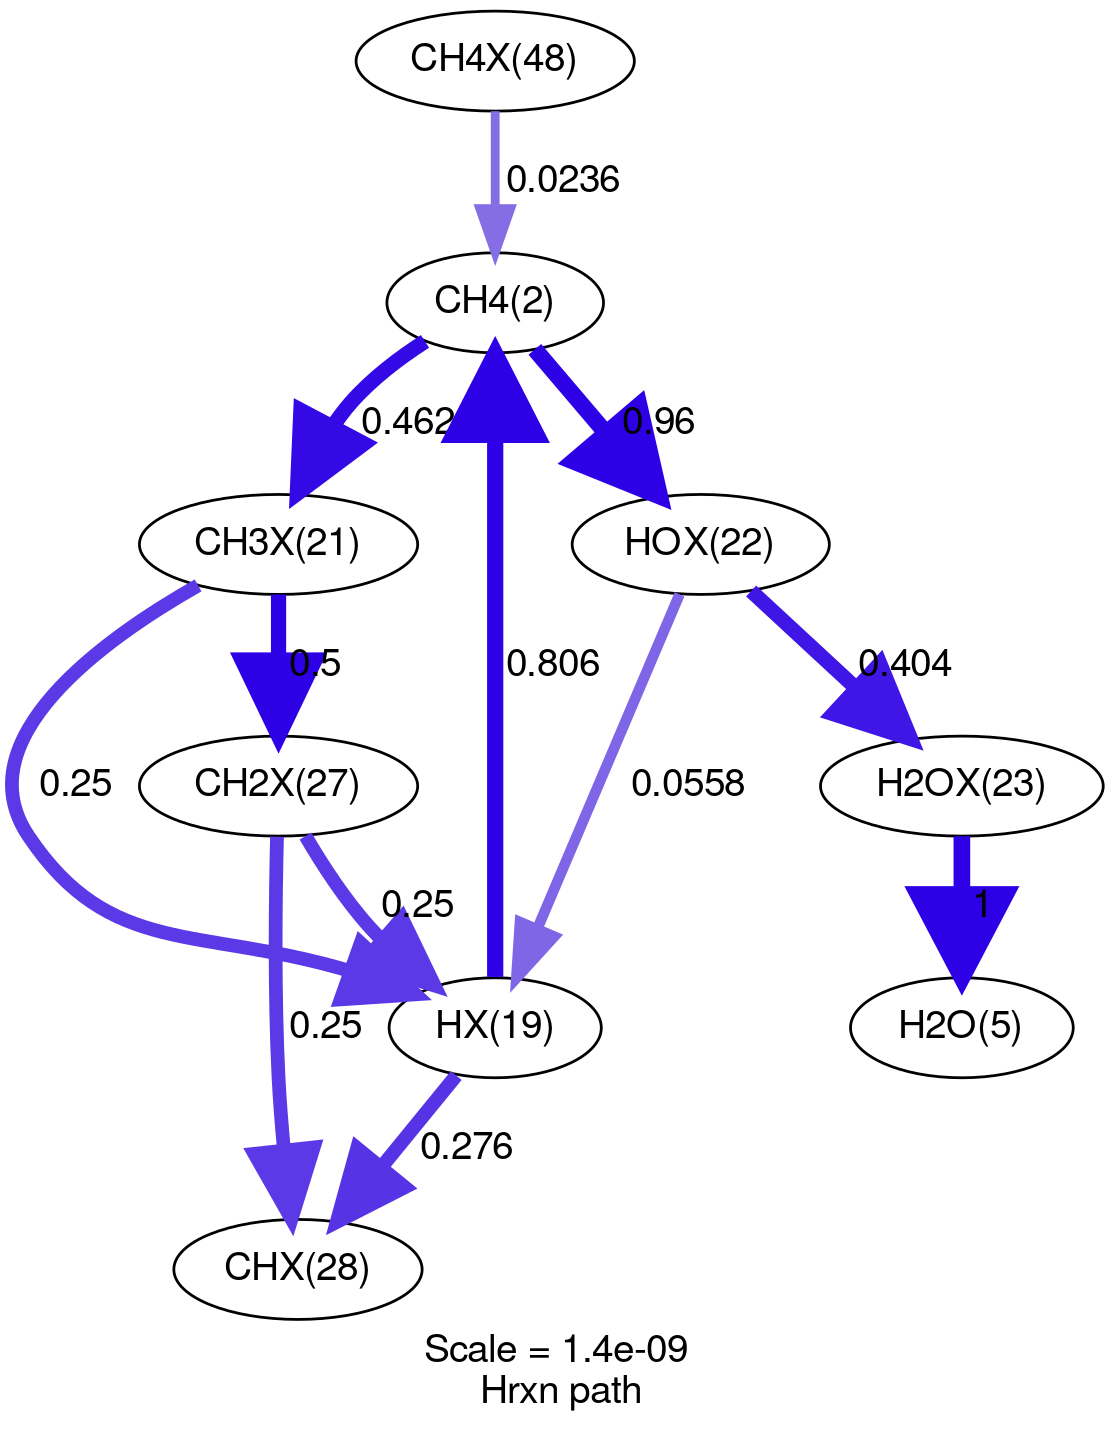 CH4X(48)
0.0236
CH4(2)
0.462
0.96
CH3X(21)
HOX(22)
0.5
0.806
0.404
CH2X(27)
0.25
0.0558
H2OX(23)
0.25
1
0.25
HX(19)
H2O(5)
0.276
CHX(28)
Scale = 1.4e-09
Hrxn path